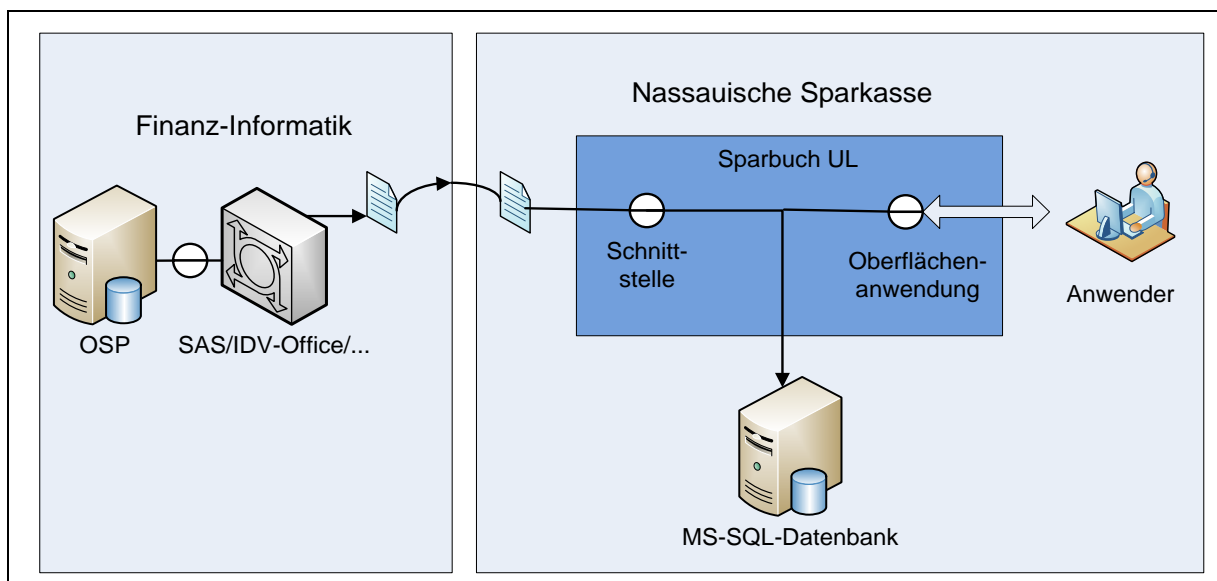 Finanz-Informatik
OSP
SAS/IDV-Office/...
Nassauische Sparkasse
Sparbuch UL
Schnitt-
stelle
Oberflächen-
anwendung
Anwender
MS-SQL-Datenbank